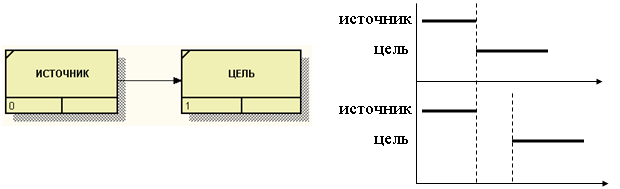 ИСТОЧНИК
0
ЦЕЛЬ
1
источник
цель
источник
цель